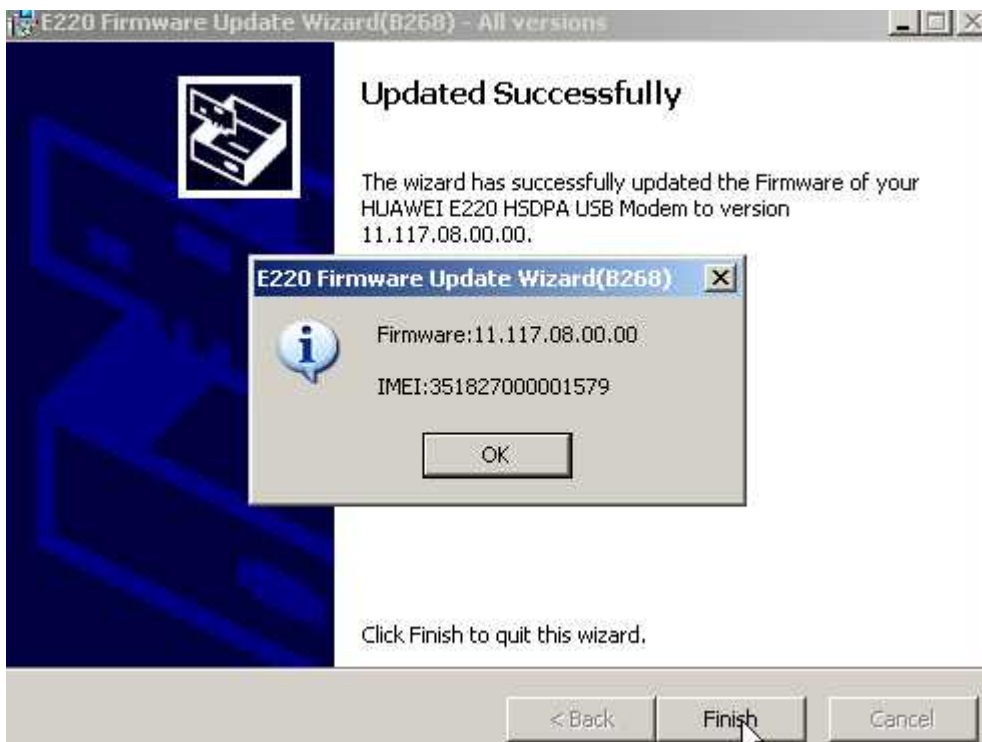 E220 Firmware Update Wizard(B268) - All versions
Updated Successfully
The wizard has successfully updated the Firmware of your
HUAWEI E220 HSDPA USB Modem to version
11.117.08.00.00.
E220 Firmware Update Wizard(B268)
Firmware:11.117.08.00.00
IMEI:351827000001579
OK
Click Finish to quit this wizard.
< Back
Finish
Cancel